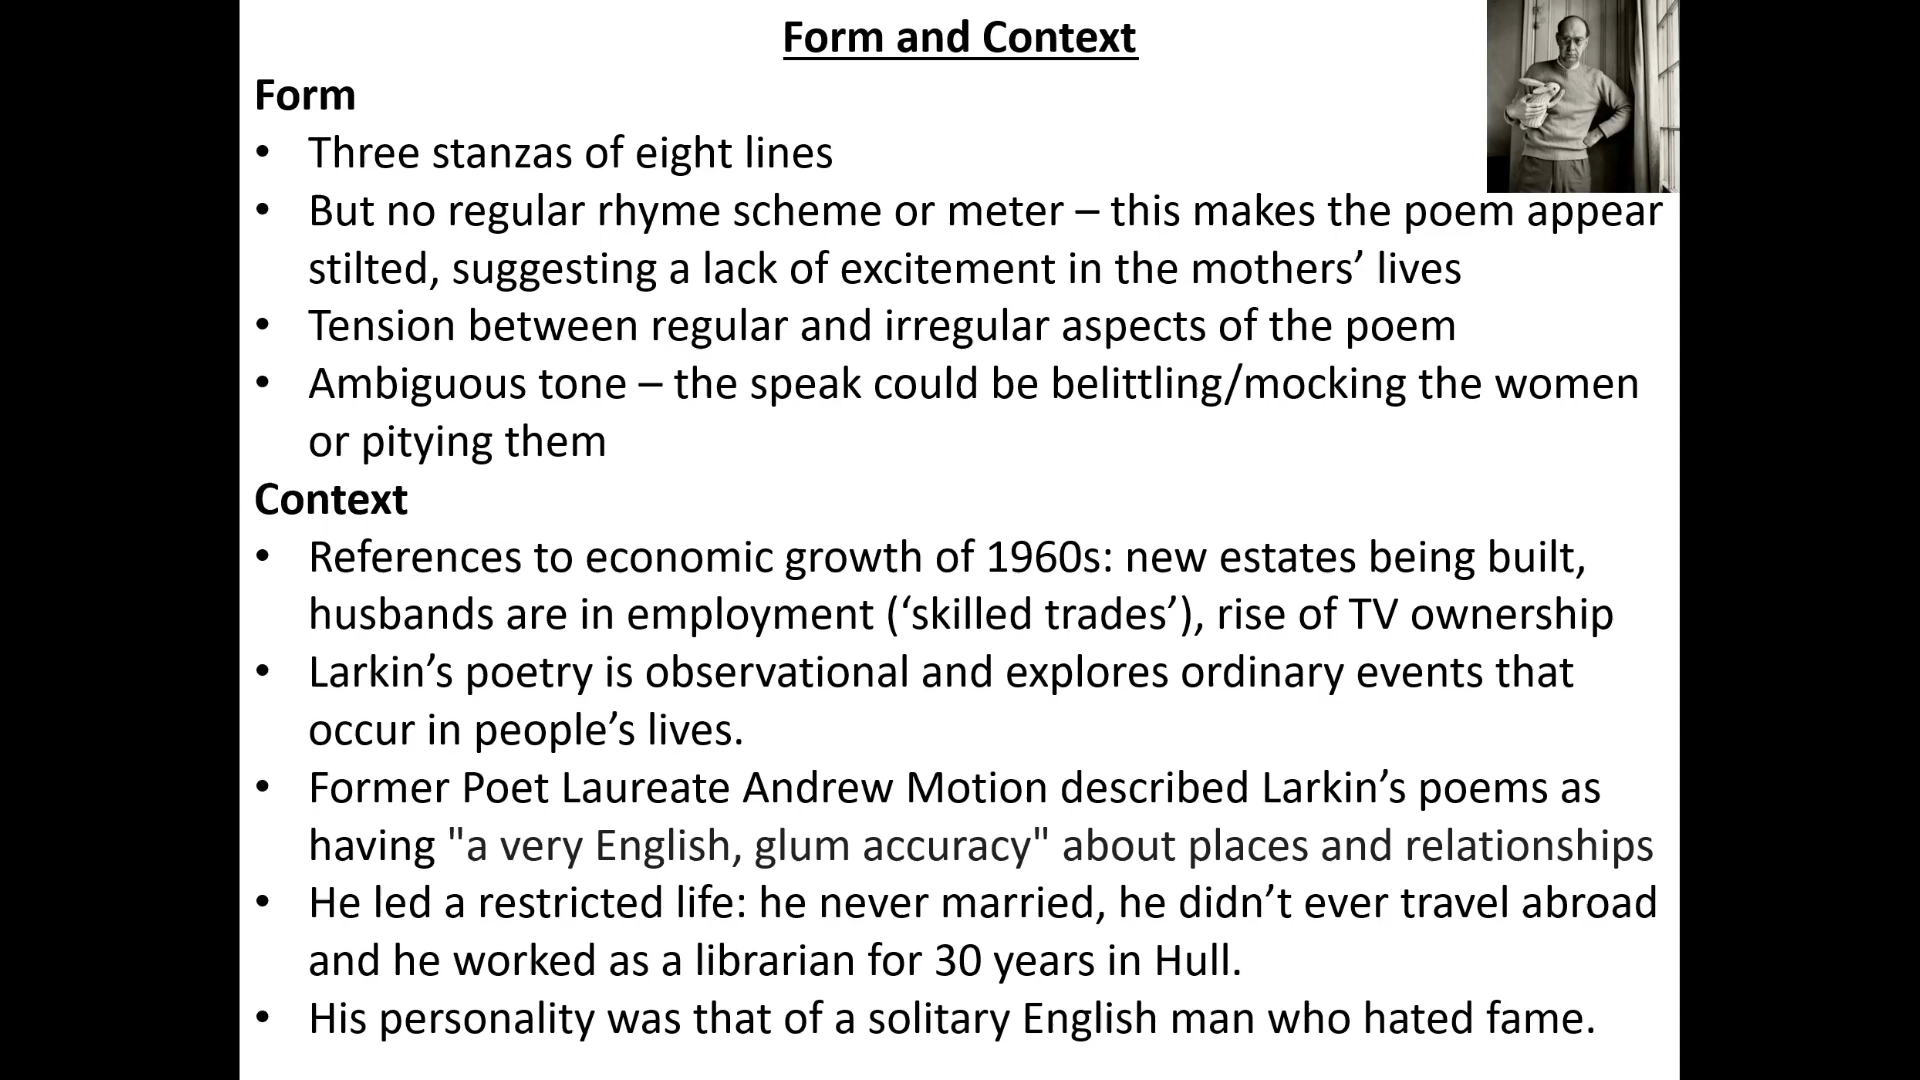 Form and Context
Form
• Three stanzas of eight lines
• But no regular rhyme scheme or meter – this makes the poem appear
stilted, suggesting a lack of excitement in the mothers’ lives
• Tension between regular and irregular aspects of the poem
• Ambiguous tone – the speak could be belittling/mocking the women
or pitying them
Context
• References to economic growth of 1960s: new estates being built,
husbands are in employment (‘skilled trades’), rise of TV ownership
• Larkin’s poetry is observational and explores ordinary events that
occur in people’s lives.
• Former Poet Laureate Andrew Motion described Larkin’s poems as
having "a very English, glum accuracy" about places and relationships
• He led a restricted life: he never married, he didn’t ever travel abroad
and he worked as a librarian for 30 years in Hull.
• His personality was that of a solitary English man who hated fame.